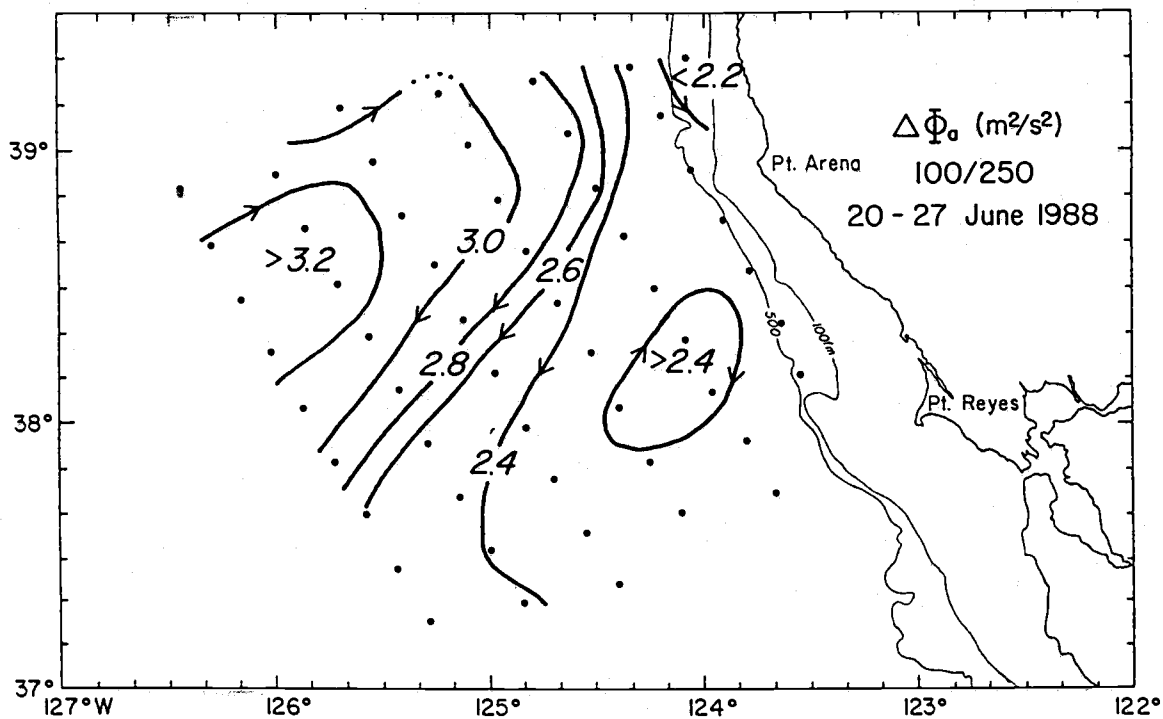 <2.2
ΔΦₐ (m²/s²)
100/250
20 - 27 June 1988
39°
Pt. Arena
>3.2
3.0
2.6
500
100fm
2.8
>2.4
Pt. Reyes
38°
2.4
37°
127°W
126°
125°
124°
123°
122°